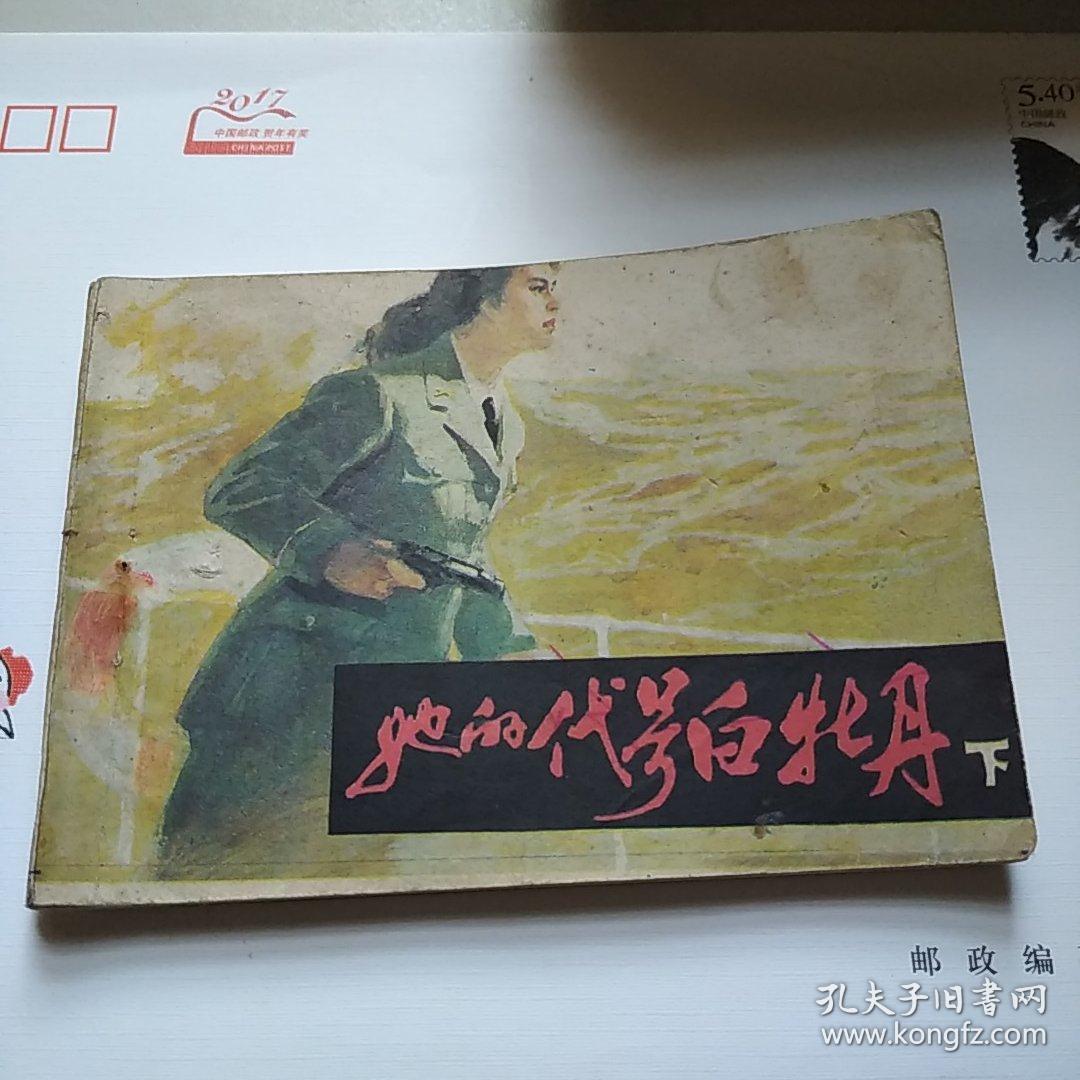 2017
中国邮政 贺年有奖
CHINA POST
5.40
中国邮政
CHINA
她的代号白牡丹
下
邮政编
孔夫子旧书网
www.kongfz.com